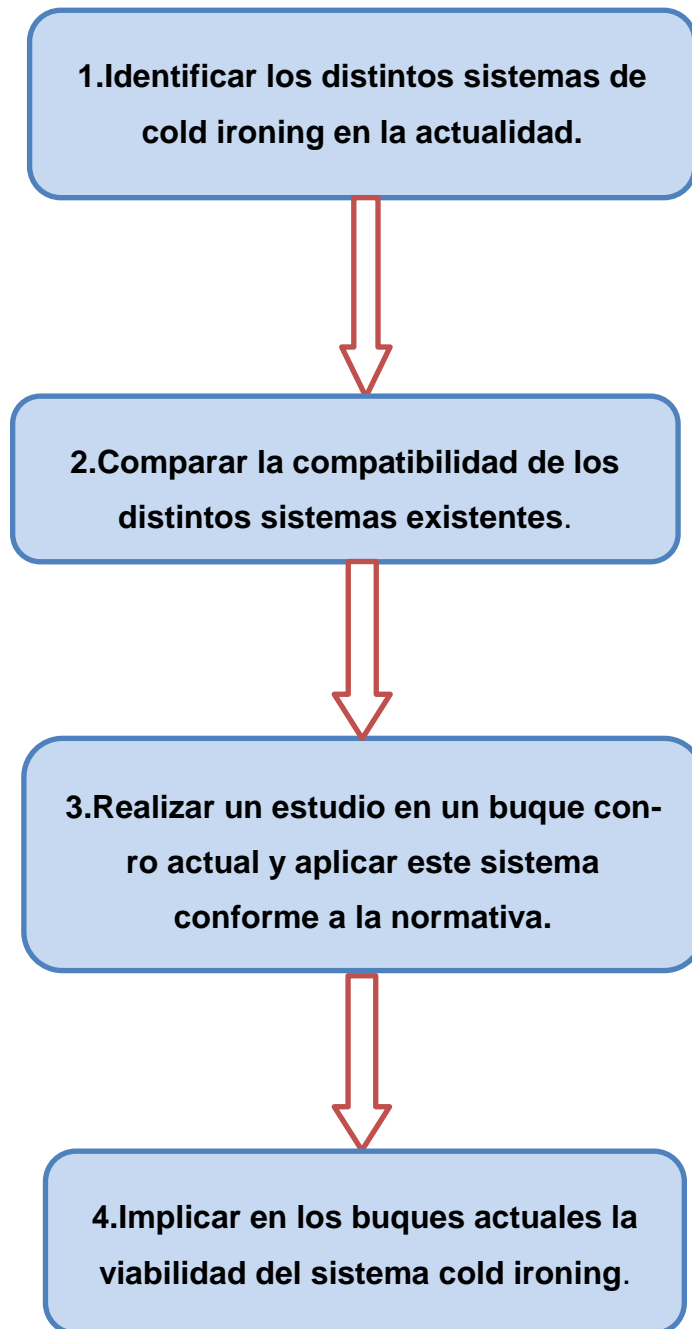 1.Identificar los distintos sistemas de
cold ironing en la actualidad.
2.Comparar la compatibilidad de los
distintos sistemas existentes.
3.Realizar un estudio en un buque con-
ro actual y aplicar este sistema
conforme a la normativa.
4.Implicar en los buques actuales la
viabilidad del sistema cold ironing.